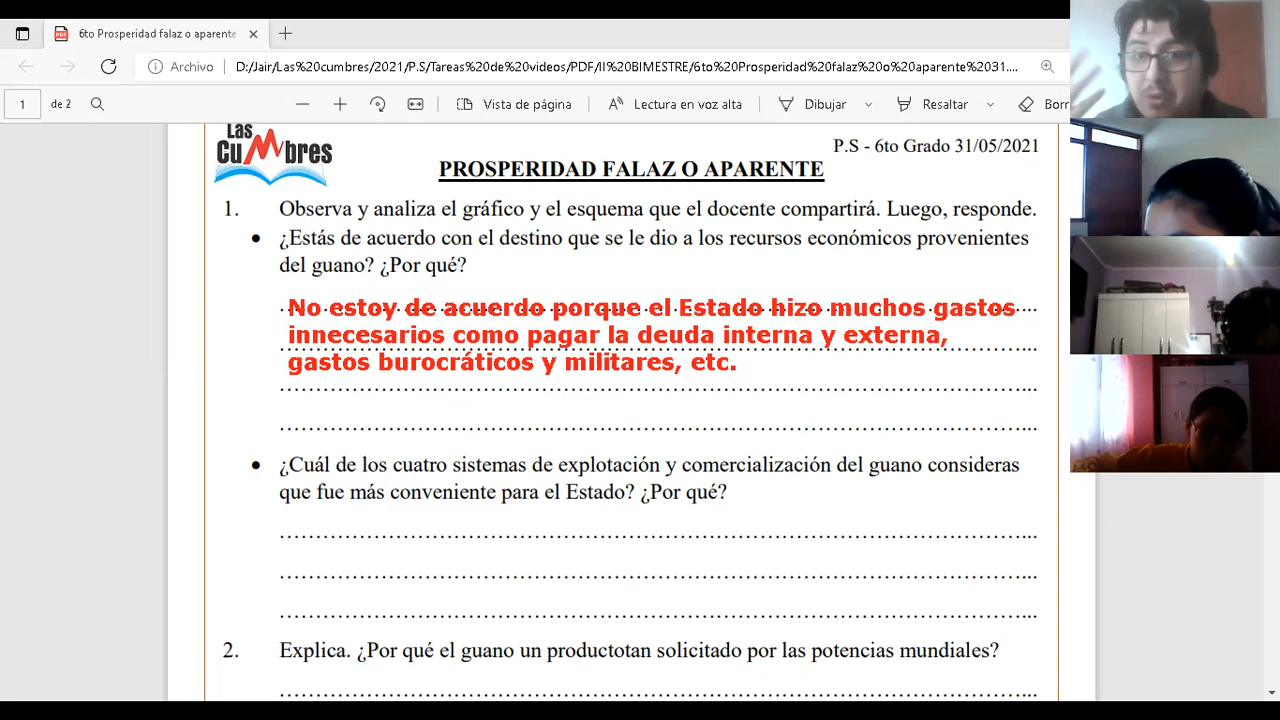 6to Prosperidad falaz o aparente
Archivo
D:/Jair/Las%20cumbres/2021/P.S/Tareas%20de%20videos/PDF/II%20BIMESTRE/6to%20Prosperidad%20falaz%20o%20aparente%2031....
1 de 2
Vista de página
Lectura en voz alta
Dibujar
Resaltar
Borr
Las
Cumbres
P.S - 6to Grado 31/05/2021
PROSPERIDAD FALAZ O APARENTE
1. Observa y analiza el gráfico y el esquema que el docente compartirá. Luego, responde.
• ¿Estás de acuerdo con el destino que se le dio a los recursos económicos provenientes
del guano? ¿Por qué?
No estoy de acuerdo porque el Estado hizo muchos gastos
innecesarios como pagar la deuda interna y externa,
gastos burocráticos y militares, etc.
• ¿Cuál de los cuatro sistemas de explotación y comercialización del guano consideras
que fue más conveniente para el Estado? ¿Por qué?
2. Explica. ¿Por qué el guano un productotan solicitado por las potencias mundiales?